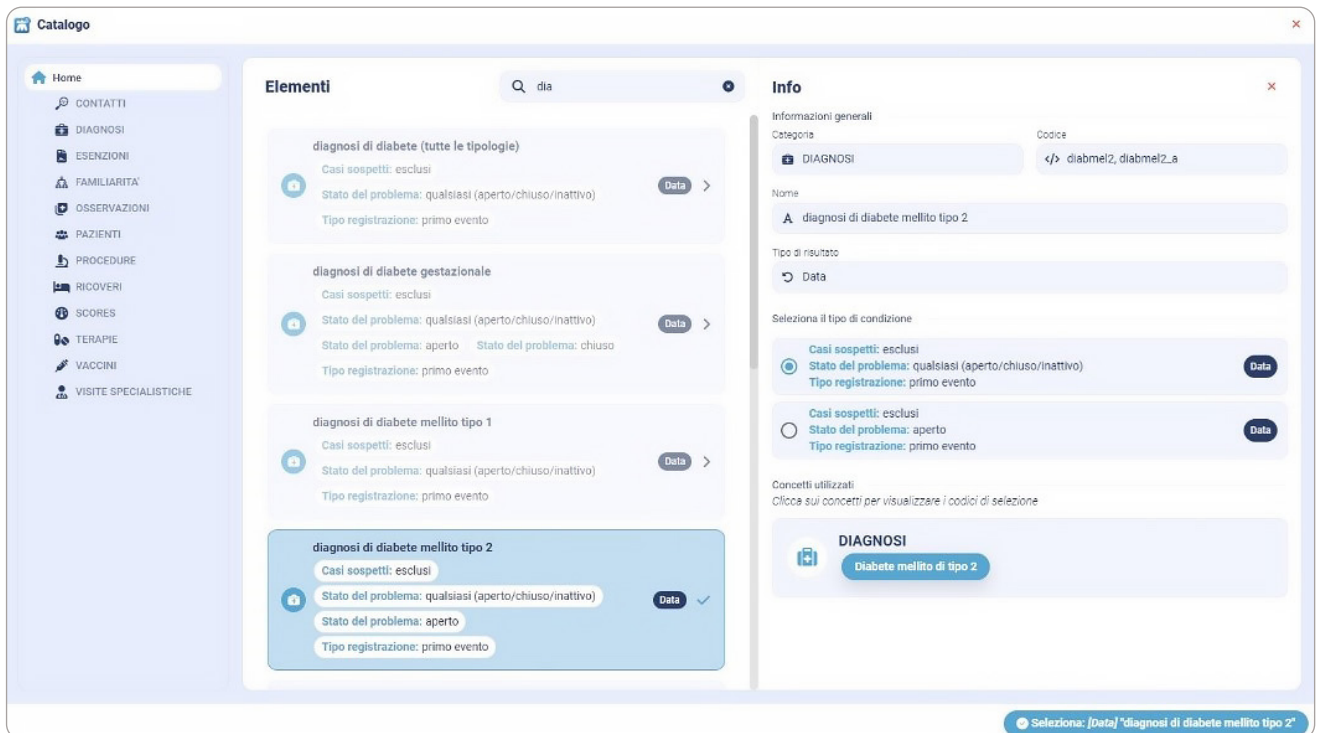 Catalogo
Home
CONTATTI
DIAGNOSI
ESENZIONI
FAMILIARITA'
OSSERVAZIONI
PAZIENTI
PROCEDURE
RICOVERI
SCORES
TERAPIE
VACCINI
VISITE SPECIALISTICHE
Elementi
dia
diagnosi di diabete (tutte le tipologie)
Casi sospetti: esclusi
Stato del problema: qualsiasi (aperto/chiuso/inattivo)
Data
Tipo registrazione: primo evento
diagnosi di diabete gestazionale
Casi sospetti: esclusi
Stato del problema: qualsiasi (aperto/chiuso/inattivo)
Data
Stato del problema: aperto Stato del problema: chiuso
Tipo registrazione: primo evento
diagnosi di diabete mellito tipo 1
Casi sospetti: esclusi
Stato del problema: qualsiasi (aperto/chiuso/inattivo)
Data
Tipo registrazione: primo evento
diagnosi di diabete mellito tipo 2
Casi sospetti: esclusi
Stato del problema: qualsiasi (aperto/chiuso/inattivo)
Data
Stato del problema: aperto
Tipo registrazione: primo evento
Info
Informazioni generali
Categoria
DIAGNOSI
Codice
diabmel2, diabmel2_a
Nome
diagnosi di diabete mellito tipo 2
Tipo di risultato
Data
Seleziona il tipo di condizione
Casi sospetti: esclusi
Stato del problema: qualsiasi (aperto/chiuso/inattivo)
Tipo registrazione: primo evento
Data
Casi sospetti: esclusi
Stato del problema: aperto
Tipo registrazione: primo evento
Data
Concetti utilizzati
Clicca sui concetti per visualizzare i codici di selezione
DIAGNOSI
Diabete mellito di tipo 2
Seleziona: [Data] "diagnosi di diabete mellito tipo 2"